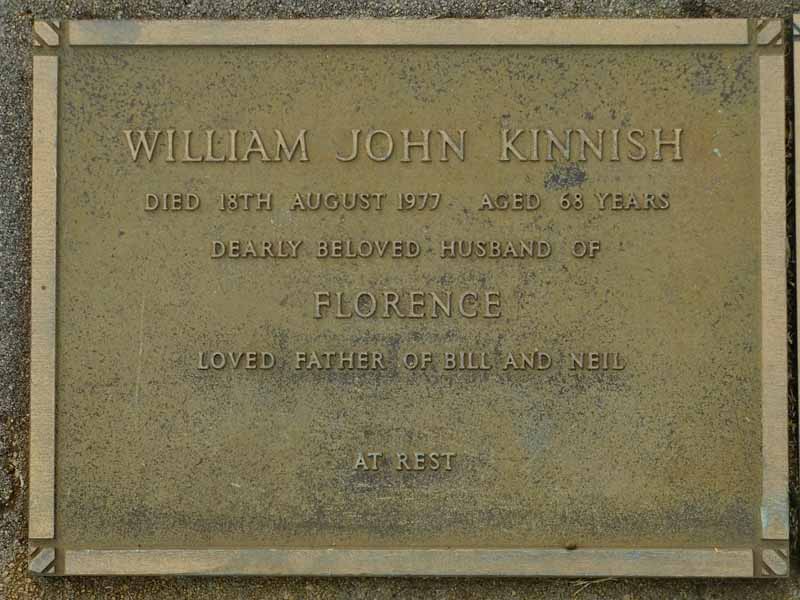 WILLIAM JOHN KINNISH
DIED 18TH AUGUST 1977 AGED 68 YEARS
DEARLY BELOVED HUSBAND OF
FLORENCE
LOVED FATHER OF BILL AND NEIL
AT REST